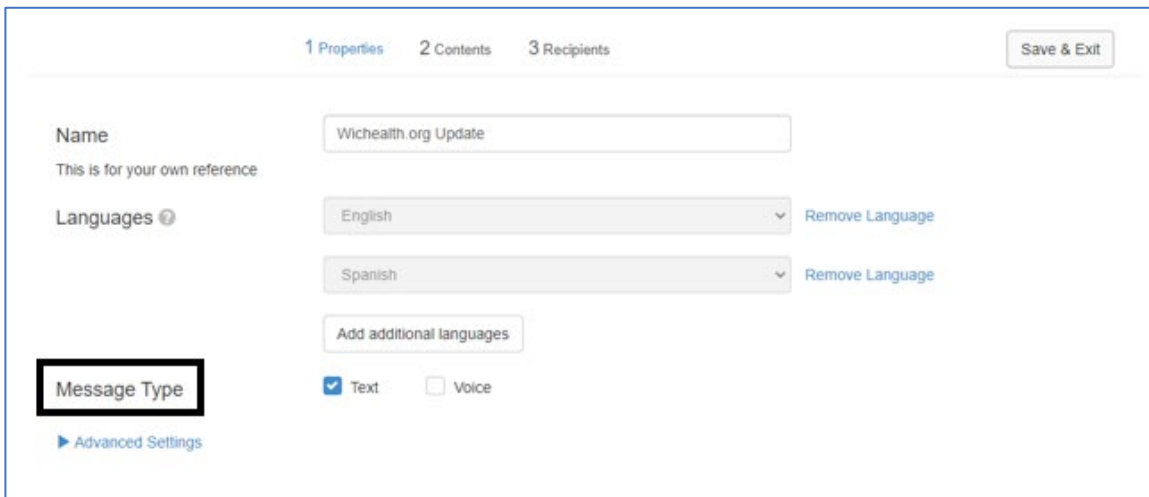 1 Properties 2 Contents 3 Recipients Save & Exit
Name Wichealth.org Update
This is for your own reference
Languages English Remove Language
Spanish Remove Language
Add additional languages
Message Type Text Voice
Advanced Settings